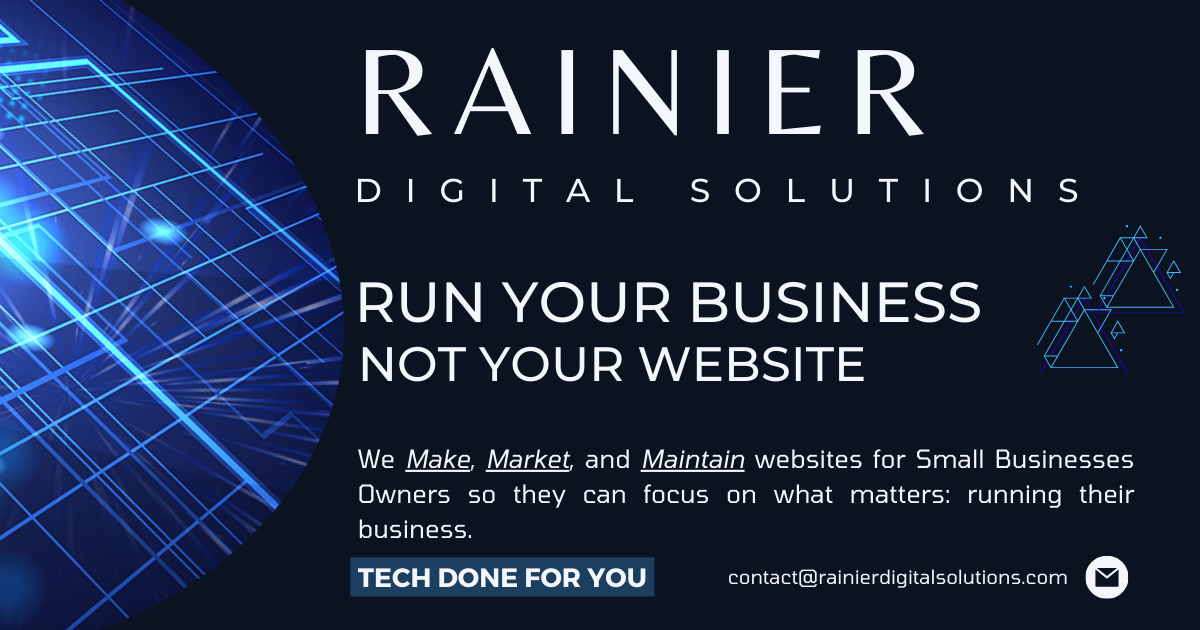 RAINIER
DIGITAL SOLUTIONS
RUN YOUR BUSINESS
NOT YOUR WEBSITE
We Make, Market, and Maintain websites for Small Businesses
Owners so they can focus on what matters: running their
business.
TECH DONE FOR YOU
contact@rainierdigitalsolutions.com